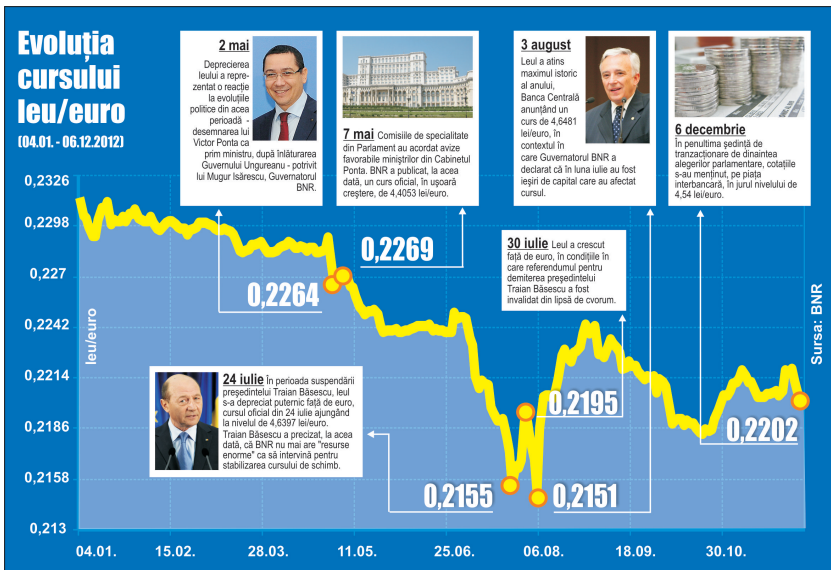 Evoluția
cursului
leu/euro
(04.01. - 06.12.2012)
2 mai
Deprecierea
leului a repre-
zentat o reacție
la evoluțiile
politice din acea
perioadă -
desemnarea lui
Victor Ponta ca
prim ministru, după înlăturarea
Guvernului Ungureanu - potrivit
lui Mugur Isărescu, Guvernatorul
BNR.
7 mai Comisiile de specialitate
din Parlament au acordat avize
favorabile miniștrilor din Cabinetul
Ponta. BNR a publicat, la acea
dată, un curs oficial, în ușoară
creștere, de 4,4053 lei/euro.
3 august
Leul a atins
maximul istoric
al anului,
Banca Centrală
anunțând un
curs de 4,6481
lei/euro, în
contextul în
care Guvernatorul BNR a
declarat că în luna iulie au fost
ieșiri de capital care au afectat
cursul.
6 decembrie
În penultima ședință de
tranzacționare de dinaintea
alegerilor parlamentare, cotațiile
s-au menținut, pe piața
interbancară, în jurul nivelului de
4,54 lei/euro.
30 iulie Leul a crescut
față de euro, în condițiile în
care referendumul pentru
demiterea președintelui
Traian Băsescu a fost
invalidat din lipsă de cvorum.
24 iulie În perioada suspendării
președintelui Traian Băsescu, leul
s-a depreciat puternic față de euro,
cursul oficial din 24 iulie ajungând
la nivelul de 4,6397 lei/euro.
Traian Băsescu a precizat, la acea
dată, că BNR nu mai are "resurse
enorme" ca să intervină pentru
stabilizarea cursului de schimb.
0,2264
0,2269
0,2155
0,2195
0,2151
0,2202
0,2326
0,2298
0,227
0,2242
0,2214
0,2186
0,2158
0,213
leu/euro
Sursa: BNR
04.01.
15.02.
28.03.
11.05.
25.06.
06.08.
18.09.
30.10.